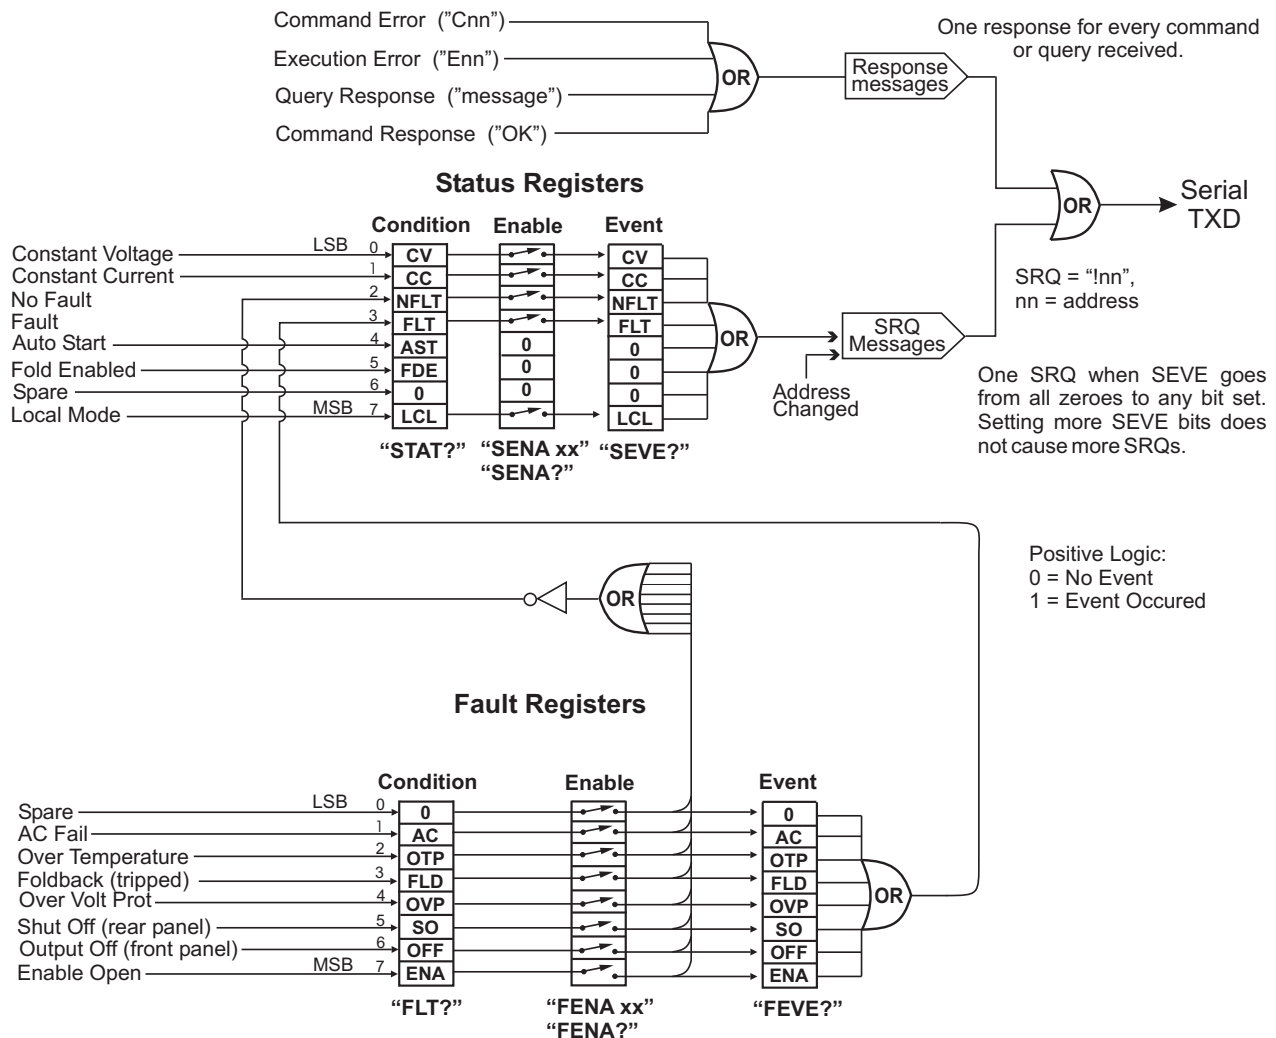 Command Error ("Cnn")
Execution Error ("Enn")
Query Response ("message")
Command Response ("OK")
OR
Response
messages
One response for every command
or query received.
OR
Serial
TXD
Status Registers
Condition Enable Event
Constant Voltage LSB 0 CV CV
Constant Current 1 CC CC
No Fault 2 NFLT NFLT
Fault 3 FLT FLT
Auto Start 4 AST 0 0
Fold Enabled 5 FDE 0 0
Spare 6 0 0 0
Local Mode MSB 7 LCL LCL
"STAT?" "SENA xx" "SEVE?"
"SENA?"
OR
SRQ
Messages
Address
Changed
SRQ = "!nn",
nn = address
One SRQ when SEVE goes
from all zeroes to any bit set.
Setting more SEVE bits does
not cause more SRQs.
Positive Logic:
0 = No Event
1 = Event Occured
OR
Fault Registers
Condition Enable Event
Spare LSB 0 0 0
AC Fail 1 AC AC
Over Temperature 2 OTP OTP
Foldback (tripped) 3 FLD FLD
Over Volt Prot 4 OVP OVP
Shut Off (rear panel) 5 SO SO
Output Off (front panel) 6 OFF OFF
Enable Open MSB 7 ENA ENA
OR
"FLT?" "FENA xx" "FEVE?"
"FENA?"